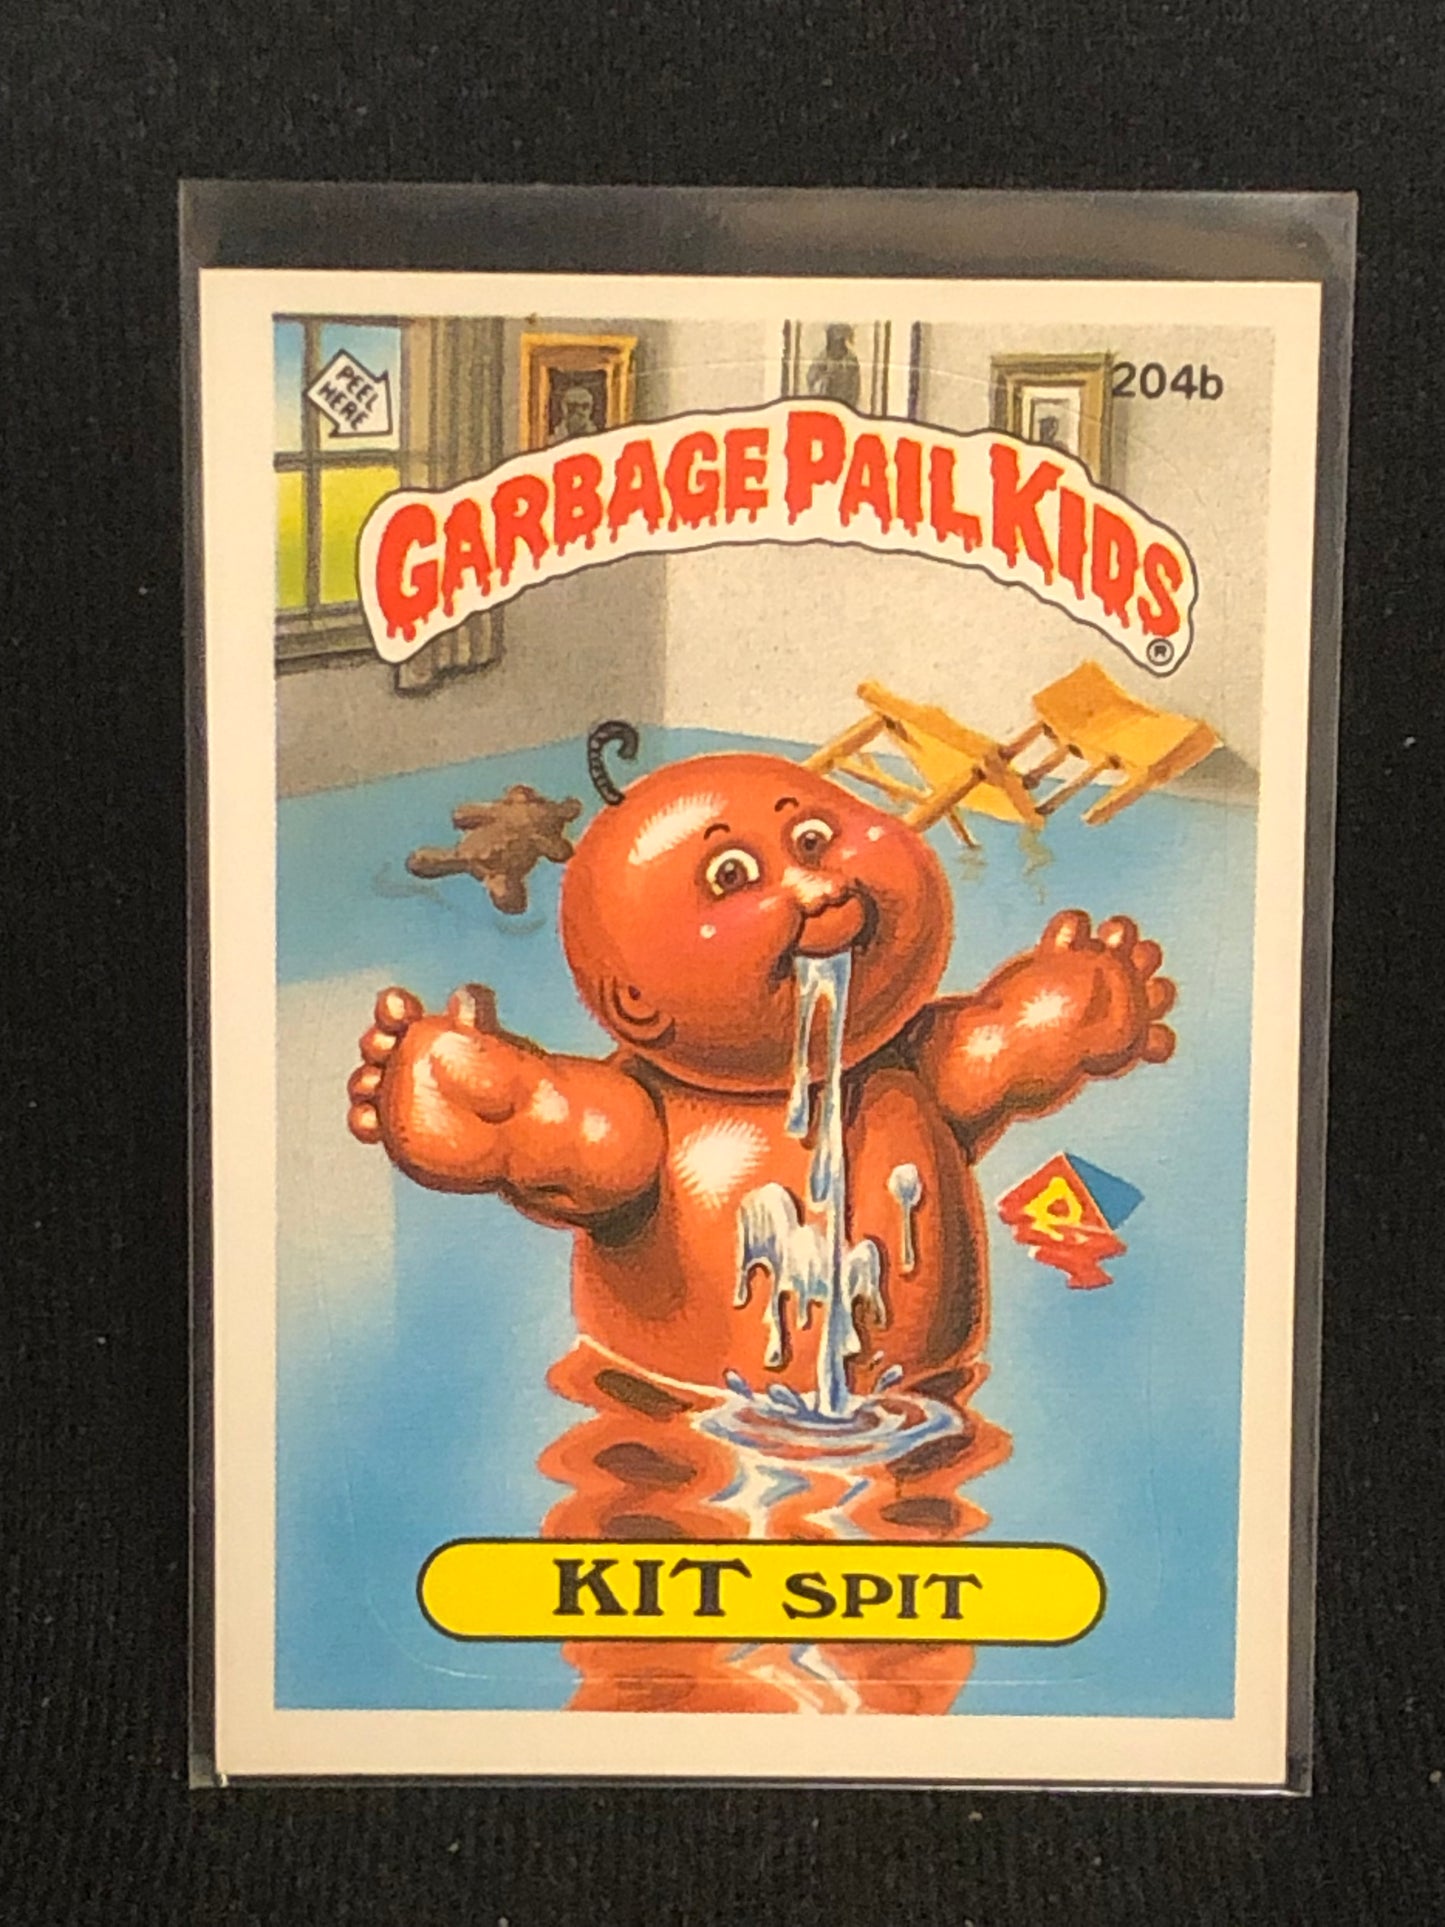 PEEL
HERE
204b
GARBAGE PAIL KIDS
®
KIT SPIT